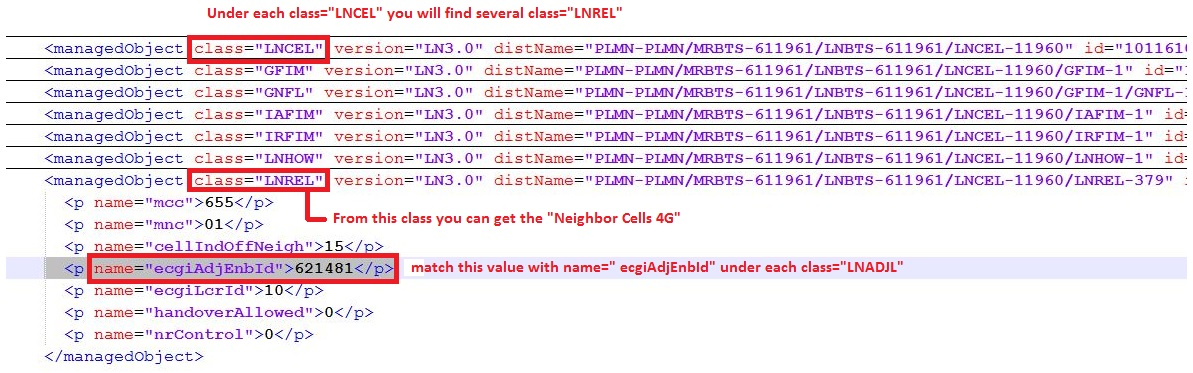 Under each class="LNCEL" you will find several class="LNREL"
<managedObject class="LNCEL" version="LN3.0" distName="PLMN-PLMN/MRBTS-611961/LNBTS-611961/LNCEL-11960" id="1011610
<managedObject class="GFIM" version="LN3.0" distName="PLMN-PLMN/MRBTS-611961/LNBTS-611961/LNCEL-11960/GFIM-1" id="1
<managedObject class="GNFL" version="LN3.0" distName="PLMN-PLMN/MRBTS-611961/LNBTS-611961/LNCEL-11960/GFIM-1/GNFL-1
<managedObject class="IAFIM" version="LN3.0" distName="PLMN-PLMN/MRBTS-611961/LNBTS-611961/LNCEL-11960/IAFIM-1" id=
<managedObject class="IRFIM" version="LN3.0" distName="PLMN-PLMN/MRBTS-611961/LNBTS-611961/LNCEL-11960/IRFIM-1" id=
<managedObject class="LNHOW" version="LN3.0" distName="PLMN-PLMN/MRBTS-611961/LNBTS-611961/LNCEL-11960/LNHOW-1" id=
<managedObject class="LNREL" version="LN3.0" distName="PLMN-PLMN/MRBTS-611961/LNBTS-611961/LNCEL-11960/LNREL-379" i
<p name="mcc">655</p>
From this class you can get the "Neighbor Cells 4G"
<p name="mnc">01</p>
<p name="cellIndOffNeigh">15</p>
<p name="ecgiAdjEnbId">621481</p> match this value with name=" ecgiAdjEnbId" under each class="LNADJL"
<p name="ecgiLcrId">10</p>
<p name="handoverAllowed">0</p>
<p name="nrControl">0</p>
</managedObject>